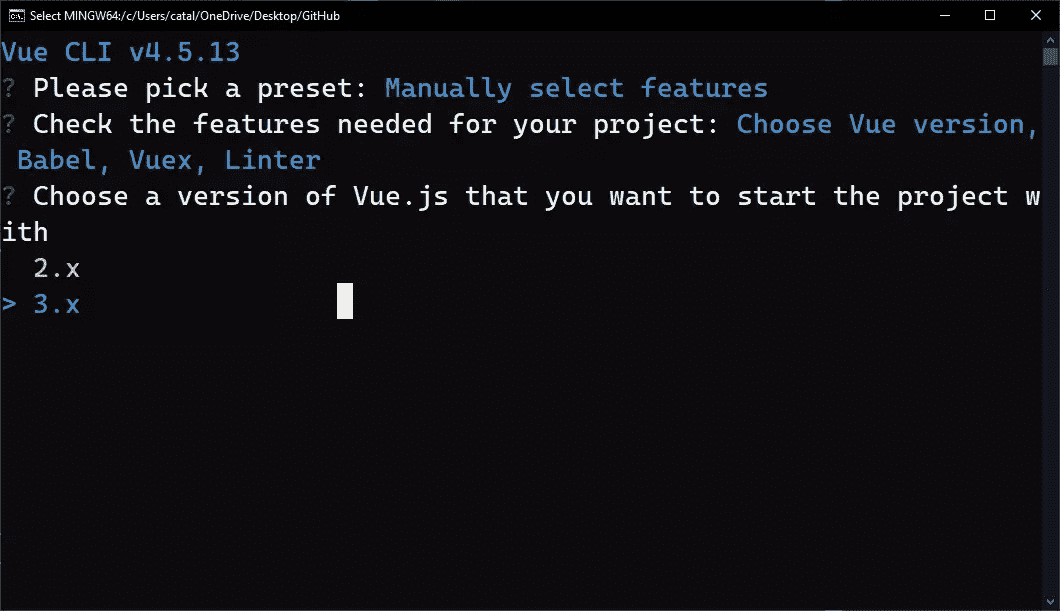 Select MINGW64:/c/Users/catal/OneDrive/Desktop/GitHub
Vue CLI v4.5.13
? Please pick a preset: Manually select features
? Check the features needed for your project: Choose Vue version,
Babel, Vuex, Linter
? Choose a version of Vue.js that you want to start the project w
ith
2.x
> 3.x